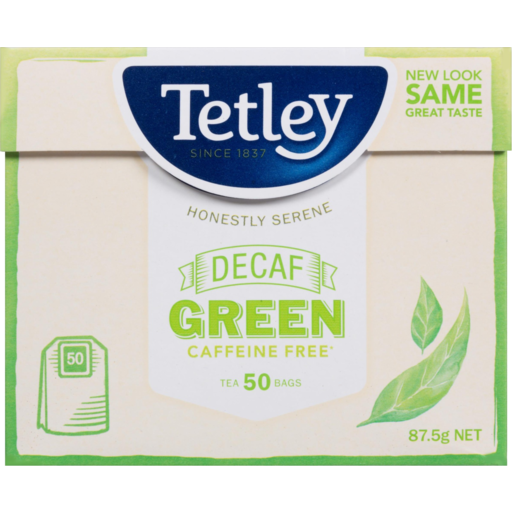 Tetley
SINCE 1837
NEW LOOK
SAME
GREAT TASTE
HONESTLY SERENE
DECAF
GREEN
CAFFEINE FREE*
TEA 50 BAGS
50
87.5g NET